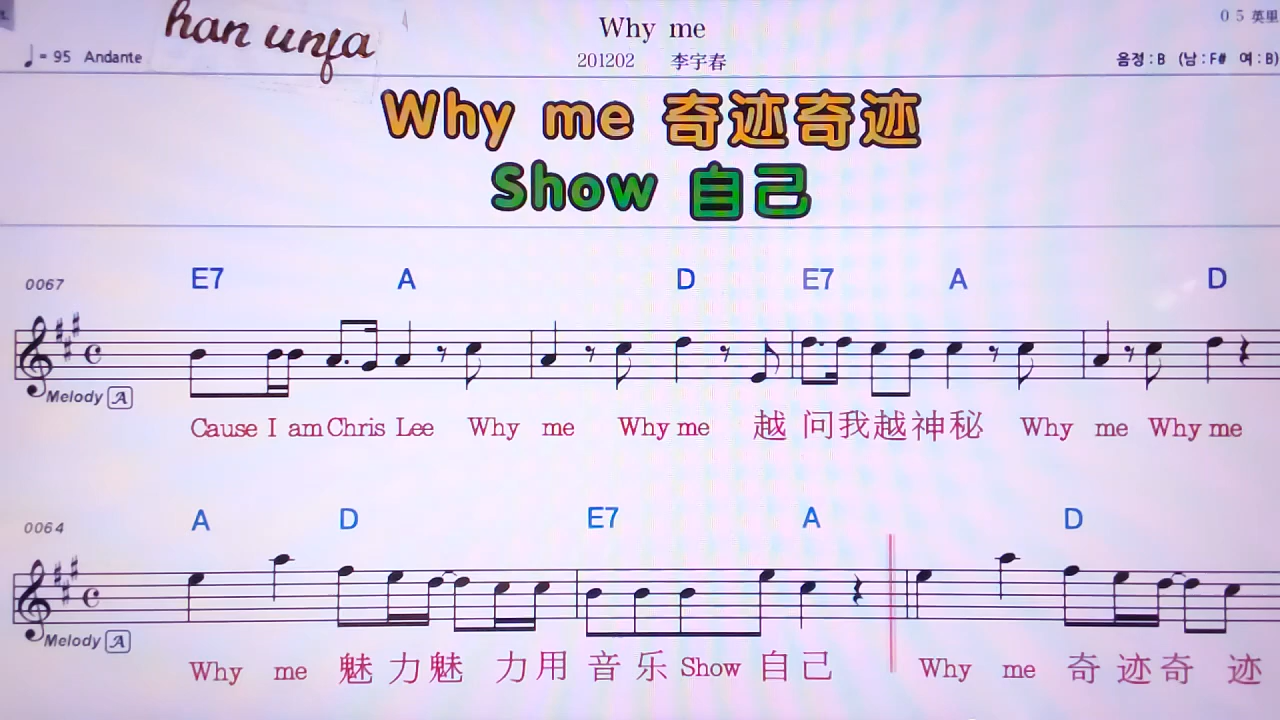 han unfa
Why me
0 5 英里
♩= 95 Andante
201202 李宇春
음정 : B (남 : F# 여 : B)
Why me 奇迹奇迹
Show 自己
0067
E7 A D E7 A D
Melody A
Cause I am Chris Lee Why me Why me 越 问我越神秘 Why me Why me
0064
A D E7 A D
Melody A
Why me 魅 力魅 力用 音 乐 Show 自 己 Why me 奇 迹奇 迹